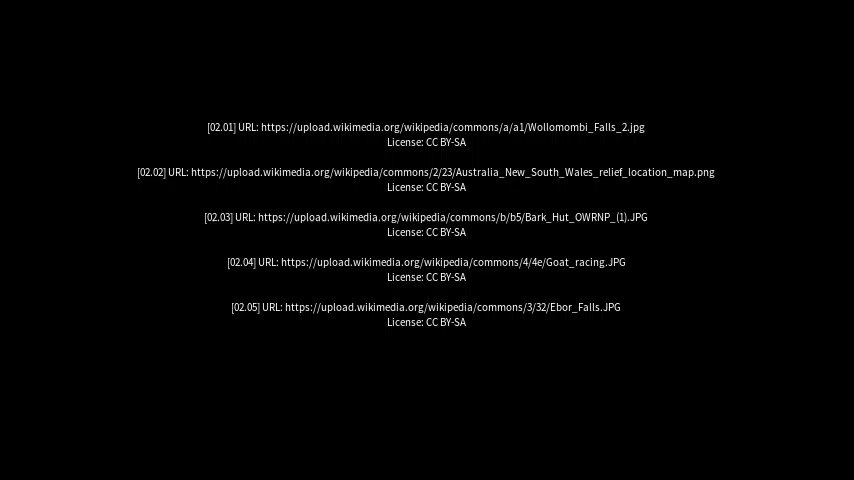 [02.01] URL: https://upload.wikimedia.org/wikipedia/commons/a/a1/Wollomombi_Falls_2.jpg
License: CC BY-SA
[02.02] URL: https://upload.wikimedia.org/wikipedia/commons/2/23/Australia_New_South_Wales_relief_location_map.png
License: CC BY-SA
[02.03] URL: https://upload.wikimedia.org/wikipedia/commons/b/b5/Bark_Hut_OWRNP_(1).JPG
License: CC BY-SA
[02.04] URL: https://upload.wikimedia.org/wikipedia/commons/4/4e/Goat_racing.JPG
License: CC BY-SA
[02.05] URL: https://upload.wikimedia.org/wikipedia/commons/3/32/Ebor_Falls.JPG
License: CC BY-SA